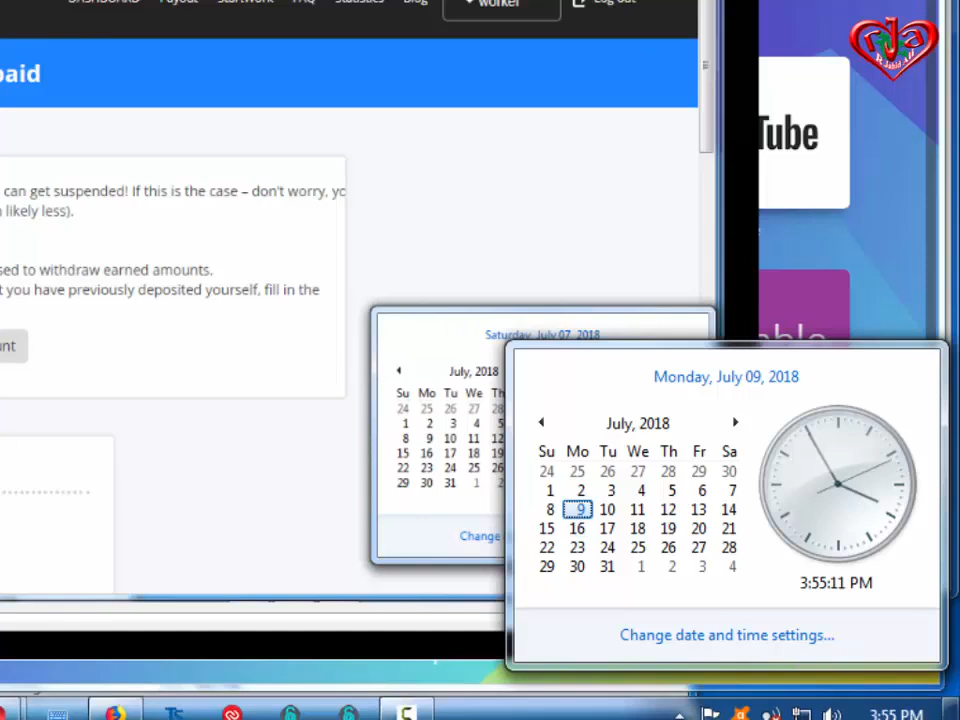 DASHBOARD Payout StartWork FAQ Statistics Blog worker Log out
paid
can get suspended! If this is the case – don't worry, yo
likely less).
sed to withdraw earned amounts.
t you have previously deposited yourself, fill in the
unt
Tube
rja
Saturday, July 07, 2018
July, 2018
Su Mo Tu We Th
24 25 26 27 28
1 2 3 4 5
8 9 10 11 12
15 16 17 18 19
22 23 24 25 26
29 30 31 1 2
Change
Monday, July 09, 2018
July, 2018
Su Mo Tu We Th Fr Sa
24 25 26 27 28 29 30
1 2 3 4 5 6 7
8 9 10 11 12 13 14
15 16 17 18 19 20 21
22 23 24 25 26 27 28
29 30 31 1 2 3 4
3:55:11 PM
Change date and time settings...
TS
3:55 PM